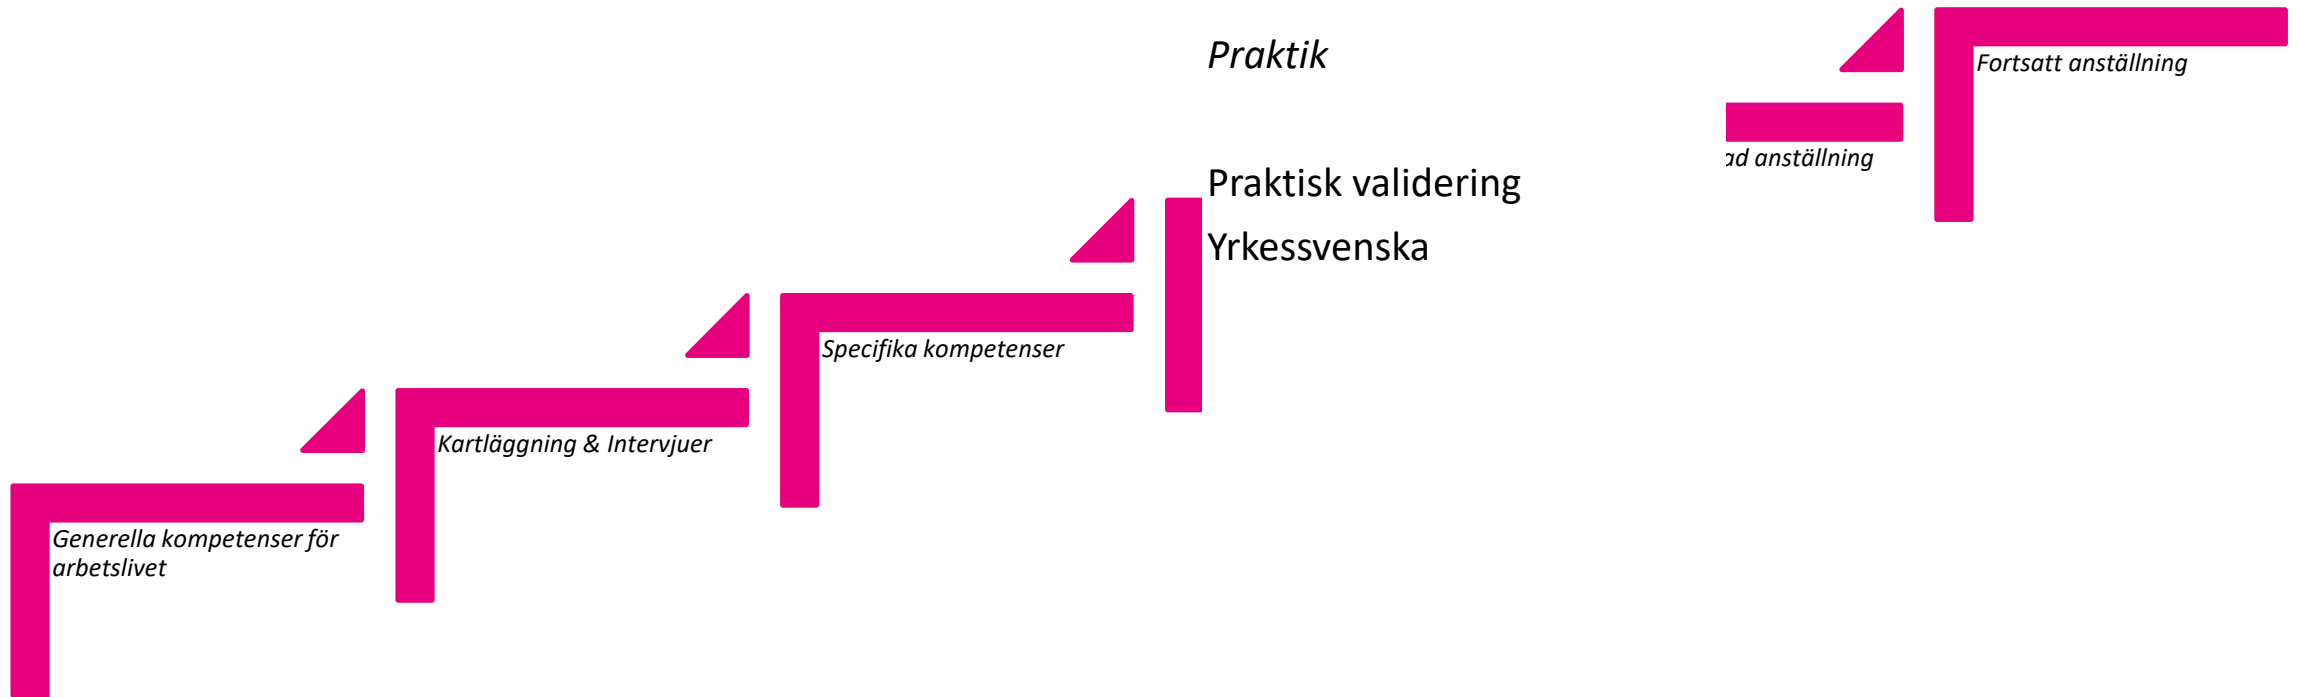 Generella kompetenser för
arbetslivet
Kartläggning & Intervjuer
Specifika kompetenser
Praktik
Praktisk validering
Yrkessvenska
anställning
Fortsatt anställning